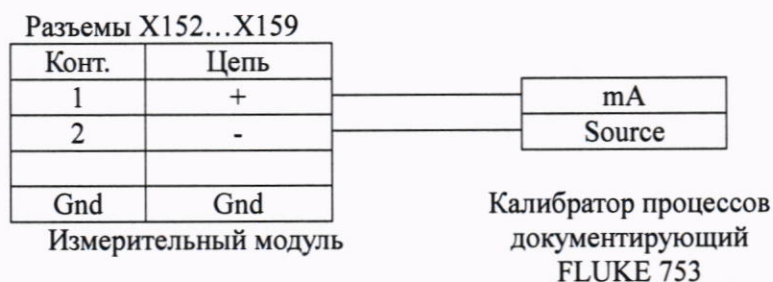 Разъемы X152...X159
Конт. Цепь
1 + mA
2 - Source
Gnd Gnd
Измерительный модуль
Калибратор процессов
документирующий
FLUKE 753